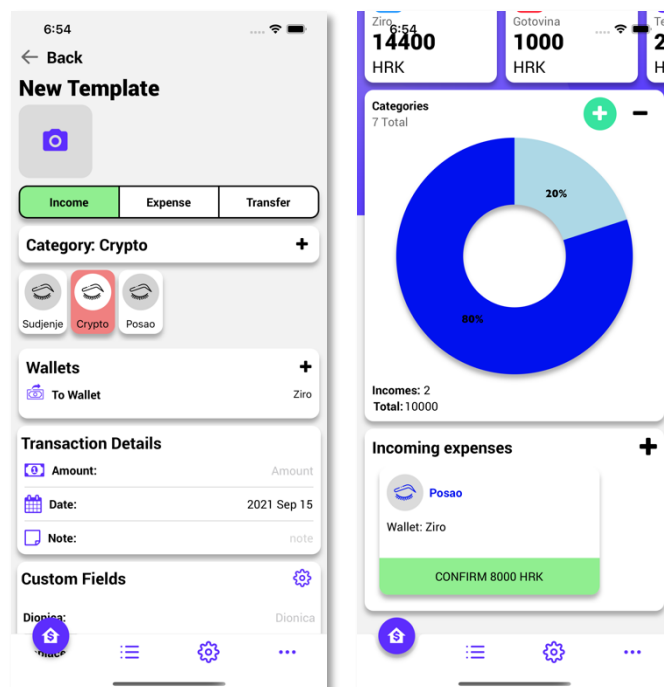 6:54
Back
New Template
Income Expense Transfer
Category: Crypto +
Sudjenje Crypto Posao
Wallets +
To Wallet Ziro
Transaction Details
Amount: Amount
Date: 2021 Sep 15
Note: note
Custom Fields
Dionica: Dionica
6:54
Ziro Gotovina
14400 1000
HRK HRK
Categories
7 Total
20%
80%
Incomes: 2
Total: 10000
Incoming expenses +
Posao
Wallet: Ziro
CONFIRM 8000 HRK